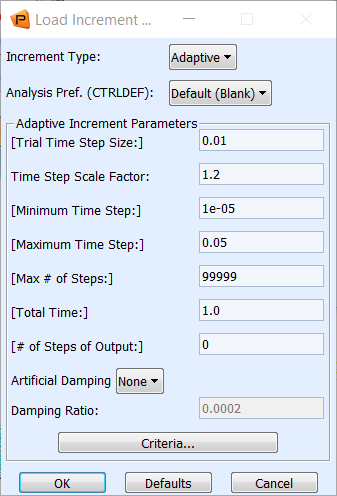 Load Increment ...
Increment Type: Adaptive
Analysis Pref. (CTRLDEF): Default (Blank)
Adaptive Increment Parameters
[Trial Time Step Size:] 0.01
Time Step Scale Factor: 1.2
[Minimum Time Step:] 1e-05
[Maximum Time Step:] 0.05
[Max # of Steps:] 99999
[Total Time:] 1.0
[# of Steps of Output:] 0
Artificial Damping None
Damping Ratio: 0.0002
Criteria...
OK Defaults Cancel